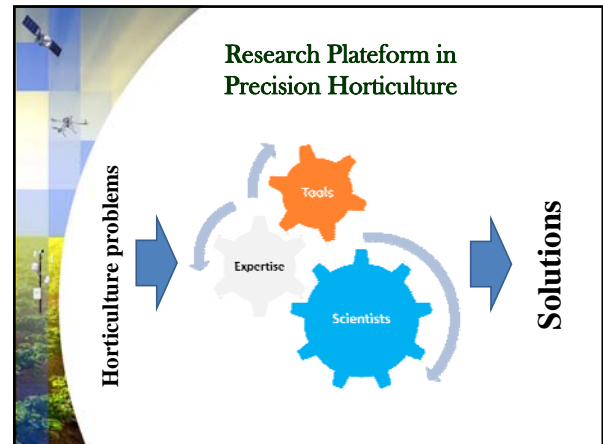 Research Plateform in
Precision Horticulture
Horticulture problems
Tools
Expertise
Scientists
Solutions